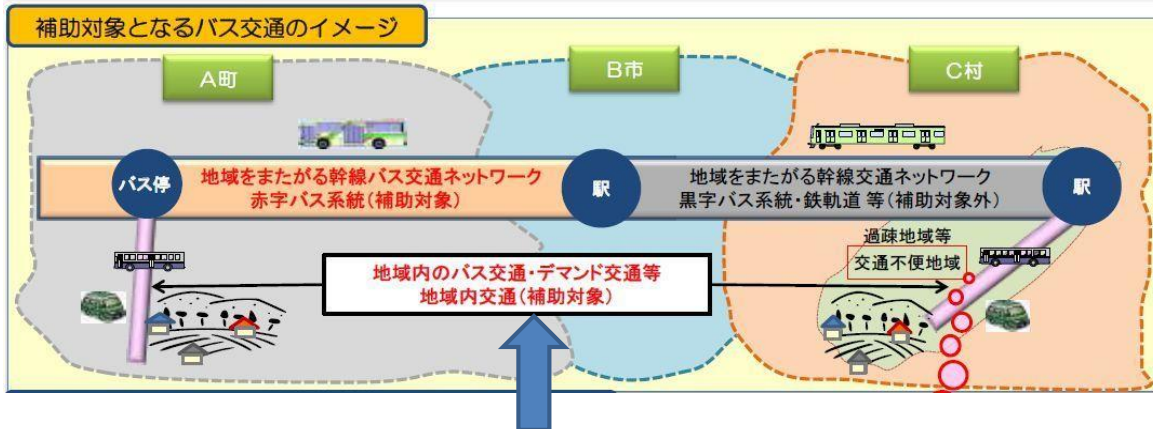 補助対象となるバス交通のイメージ
A町
B市
C村
バス停
地域をまたがる幹線バス交通ネットワーク
赤字バス系統(補助対象)
駅
地域をまたがる幹線交通ネットワーク
黒字バス系統・鉄軌道 等(補助対象外)
駅
過疎地域等
交通不便地域
地域内のバス交通・デマンド交通等
地域内交通(補助対象)